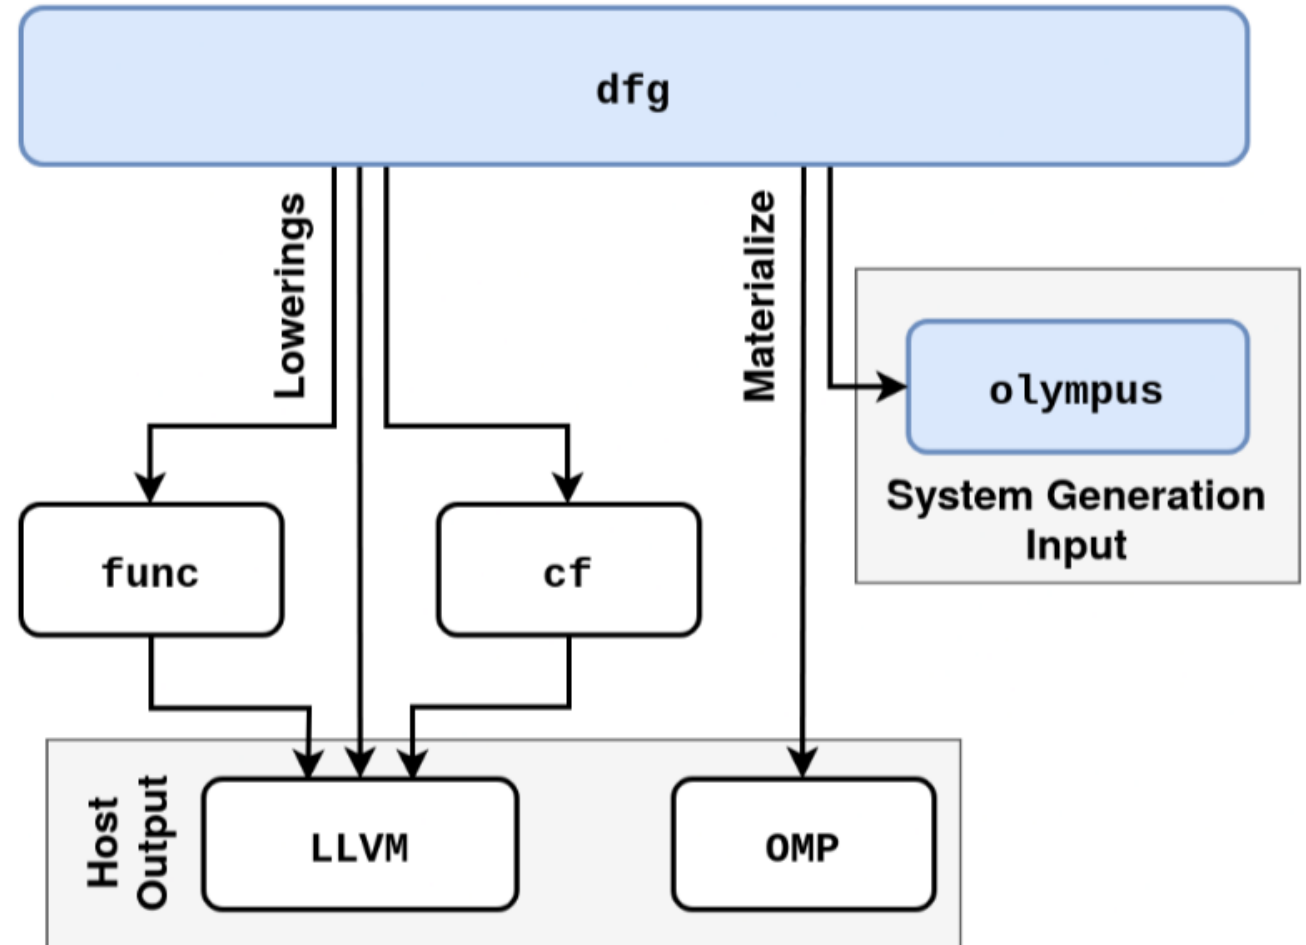 dfg
Lowerings
Materialize
olympus
System Generation
Input
func
cf
Host
Output
LLVM
OMP